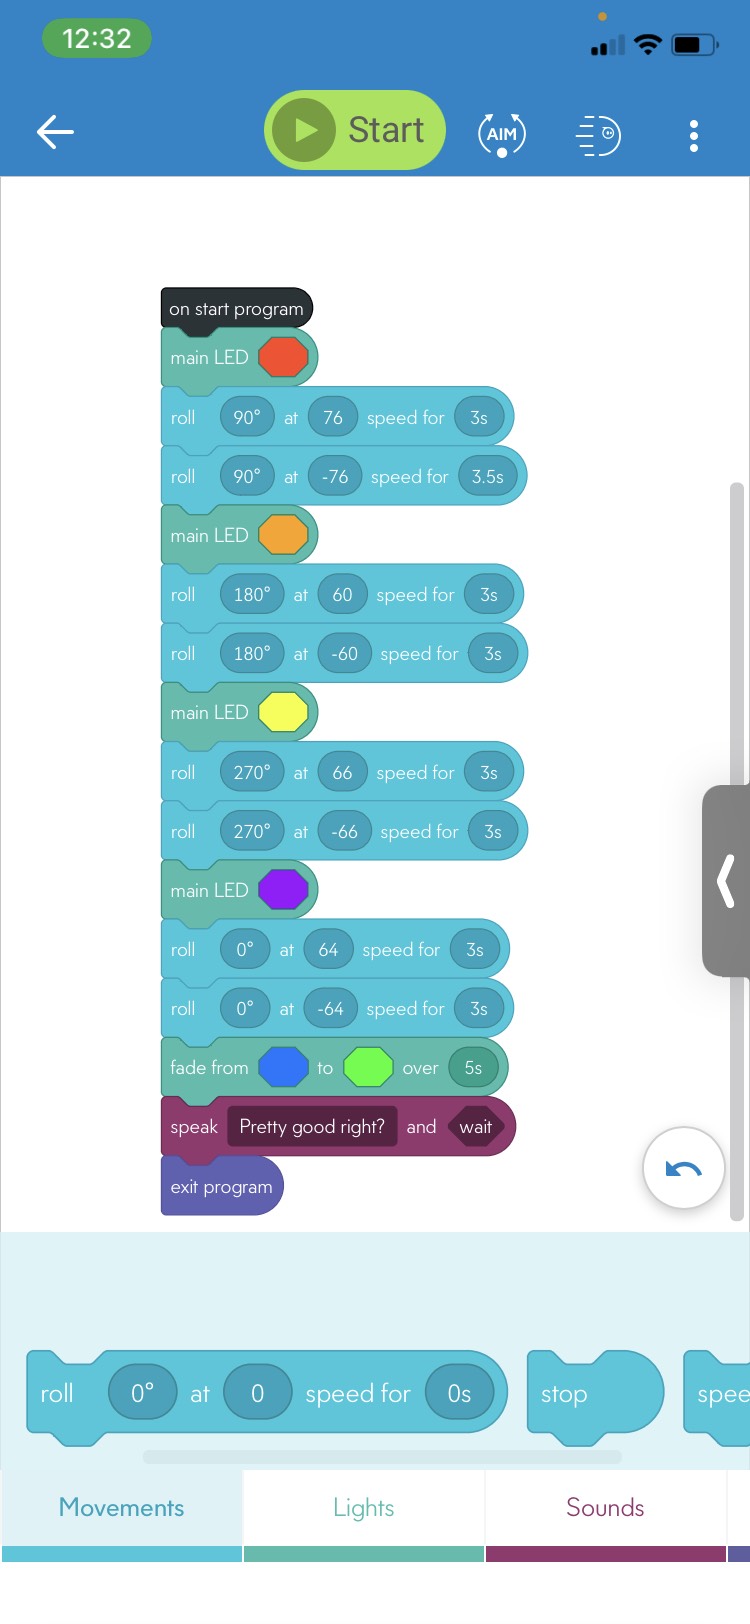 12:32
Start
AIM
on start program
main LED
roll 90° at 76 speed for 3s
roll 90° at -76 speed for 3.5s
main LED
roll 180° at 60 speed for 3s
roll 180° at -60 speed for 3s
main LED
roll 270° at 66 speed for 3s
roll 270° at -66 speed for 3s
main LED
roll 0° at 64 speed for 3s
roll 0° at -64 speed for 3s
fade from to over 5s
speak Pretty good right? and wait
exit program
roll 0° at 0 speed for 0s
stop
spee
Movements
Lights
Sounds